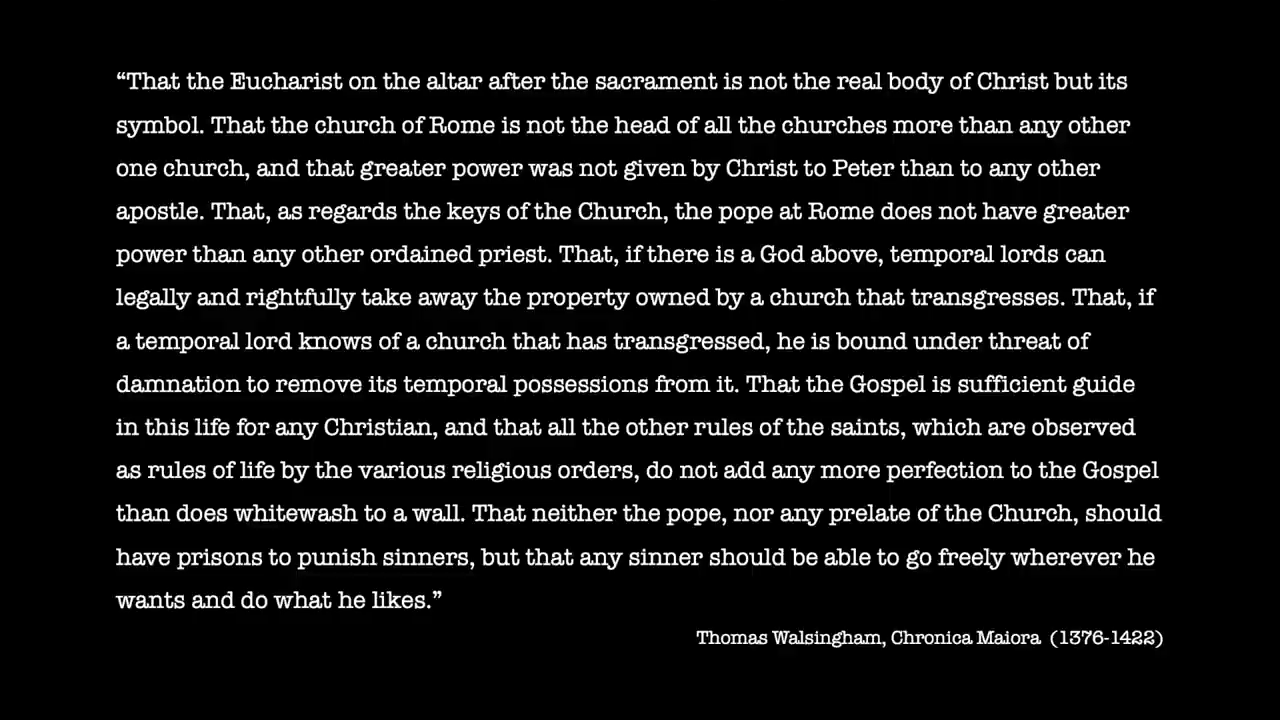 “That the Eucharist on the altar after the sacrament is not the real body of Christ but its
symbol. That the church of Rome is not the head of all the churches more than any other
one church, and that greater power was not given by Christ to Peter than to any other
apostle. That, as regards the keys of the Church, the pope at Rome does not have greater
power than any other ordained priest. That, if there is a God above, temporal lords can
legally and rightfully take away the property owned by a church that transgresses. That, if
a temporal lord knows of a church that has transgressed, he is bound under threat of
damnation to remove its temporal possessions from it. That the Gospel is sufficient guide
in this life for any Christian, and that all the other rules of the saints, which are observed
as rules of life by the various religious orders, do not add any more perfection to the Gospel
than does whitewash to a wall. That neither the pope, nor any prelate of the Church, should
have prisons to punish sinners, but that any sinner should be able to go freely wherever he
wants and do what he likes.”
Thomas Walsingham, Chronica Maiora (1376-1422)